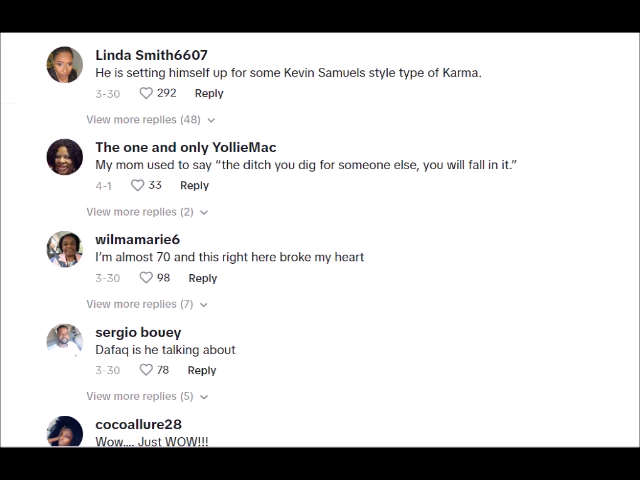 Linda Smith6607
He is setting himself up for some Kevin Samuels style type of Karma.
3-30 292 Reply
View more replies (48)
The one and only YollieMac
My mom used to say “the ditch you dig for someone else, you will fall in it.”
4-1 33 Reply
View more replies (2)
wilmamarie6
I’m almost 70 and this right here broke my heart
3-30 98 Reply
View more replies (7)
sergio bouey
Dafaq is he talking about
3-30 78 Reply
View more replies (5)
cocoallure28
Wow.... Just WOW!!!